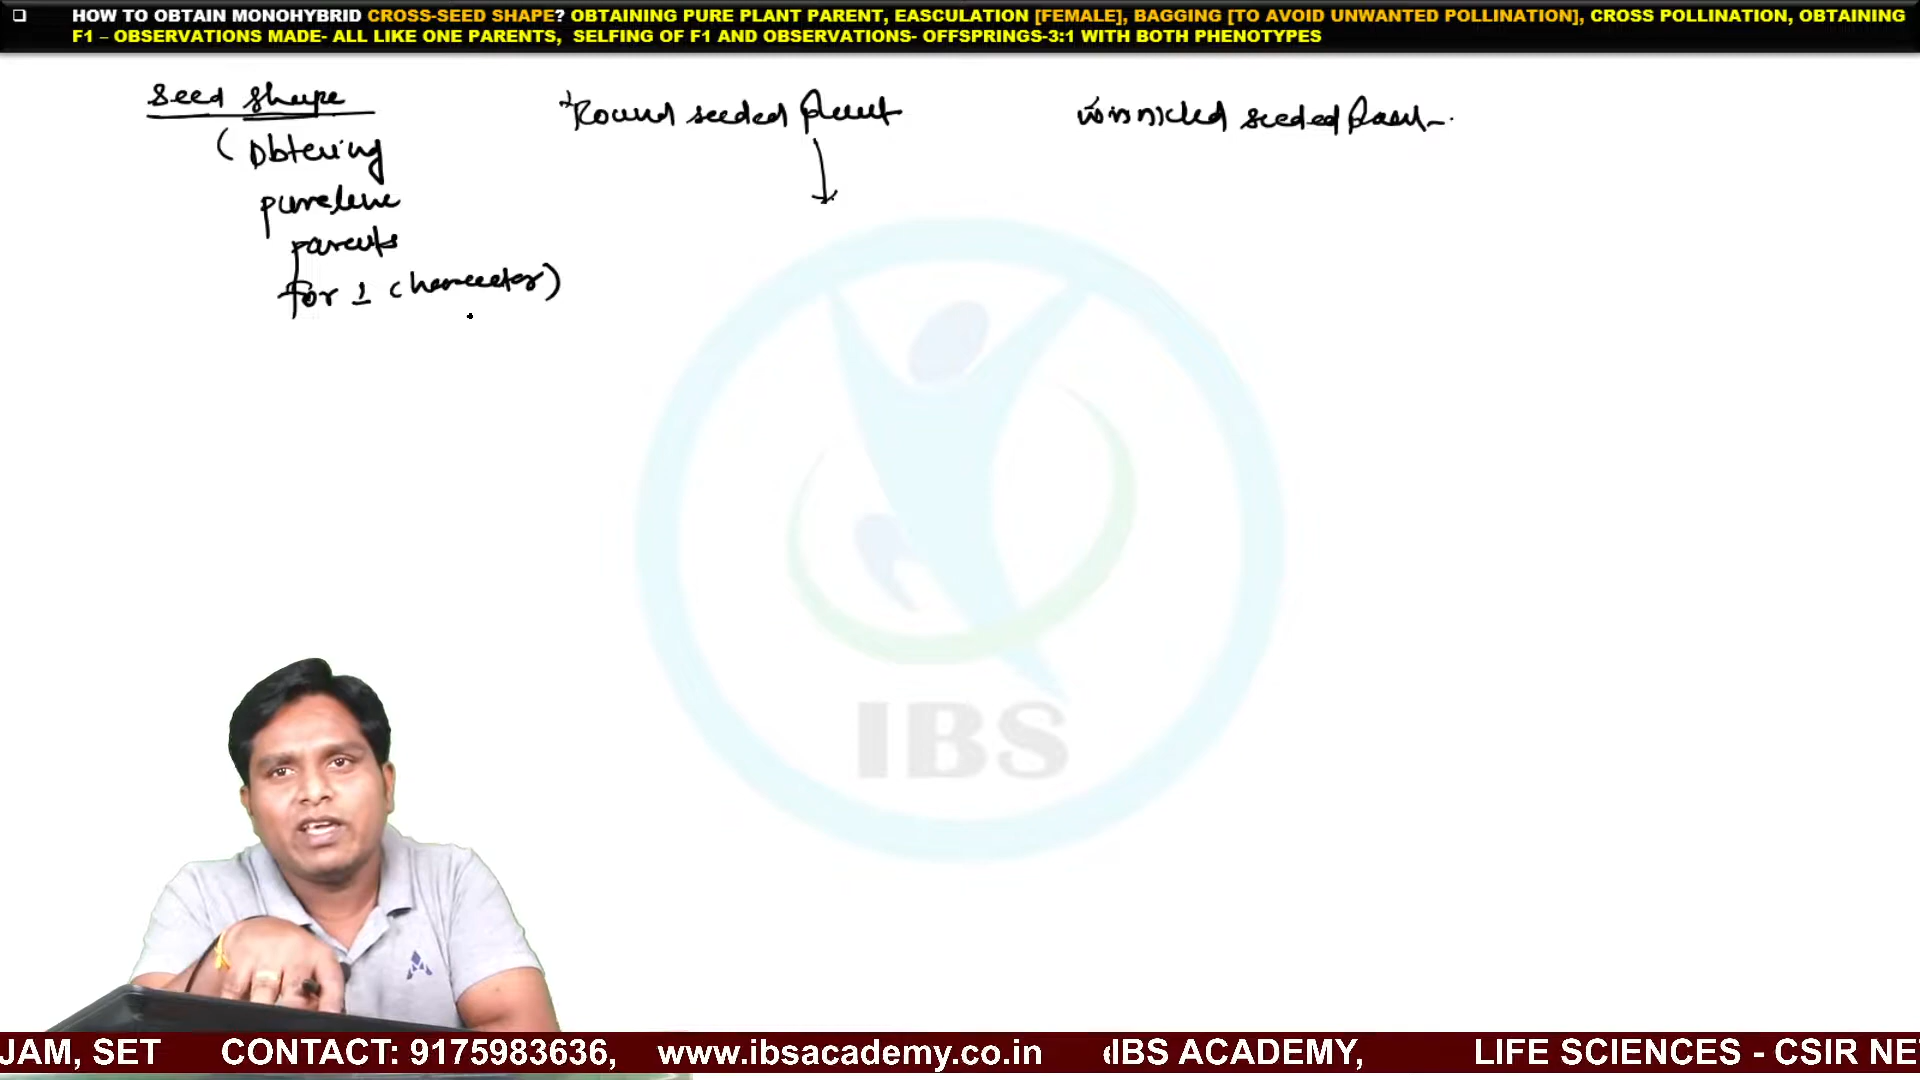 ❑ HOW TO OBTAIN MONOHYBRID CROSS-SEED SHAPE? OBTAINING PURE PLANT PARENT, EASCULATION [FEMALE], BAGGING [TO AVOID UNWANTED POLLINATION], CROSS POLLINATION, OBTAINING
F1 – OBSERVATIONS MADE- ALL LIKE ONE PARENTS, SELFING OF F1 AND OBSERVATIONS- OFFSPRINGS-3:1 WITH BOTH PHENOTYPES
Seed Shape
(Obtering
pureline
parents
for 1 character)
Round seeded plant
seeded
IBS
JAM, SET CONTACT: 9175983636, www.ibsacademy.co.in IBS ACADEMY, LIFE SCIENCES - CSIR NE